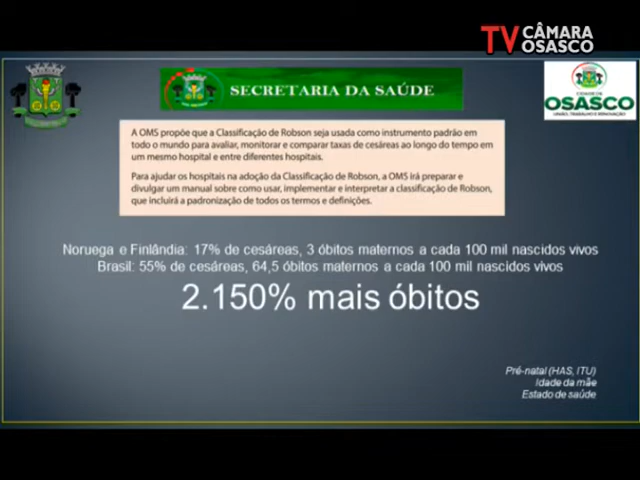 TV CÂMARA
OSASCO
SECRETARIA DA SAÚDE
CIDADE DE
OSASCO
UNIÃO, TRABALHO E RENOVAÇÃO
A OMS propõe que a Classificação de Robson seja usada como instrumento padrão em
todo o mundo para avaliar, monitorar e comparar taxas de cesáreas ao longo do tempo em
um mesmo hospital e entre diferentes hospitais.
Para ajudar os hospitais na adoção da Classificação de Robson, a OMS irá preparar e
divulgar um manual sobre como usar, implementar e interpretar a classificação de Robson,
que incluirá a padronização de todos os termos e definições.
Noruega e Finlândia: 17% de cesáreas, 3 óbitos maternos a cada 100 mil nascidos vivos
Brasil: 55% de cesáreas, 64,5 óbitos maternos a cada 100 mil nascidos vivos
2.150% mais óbitos
Pré-natal (HAS, ITU)
Idade da mãe
Estado de saúde